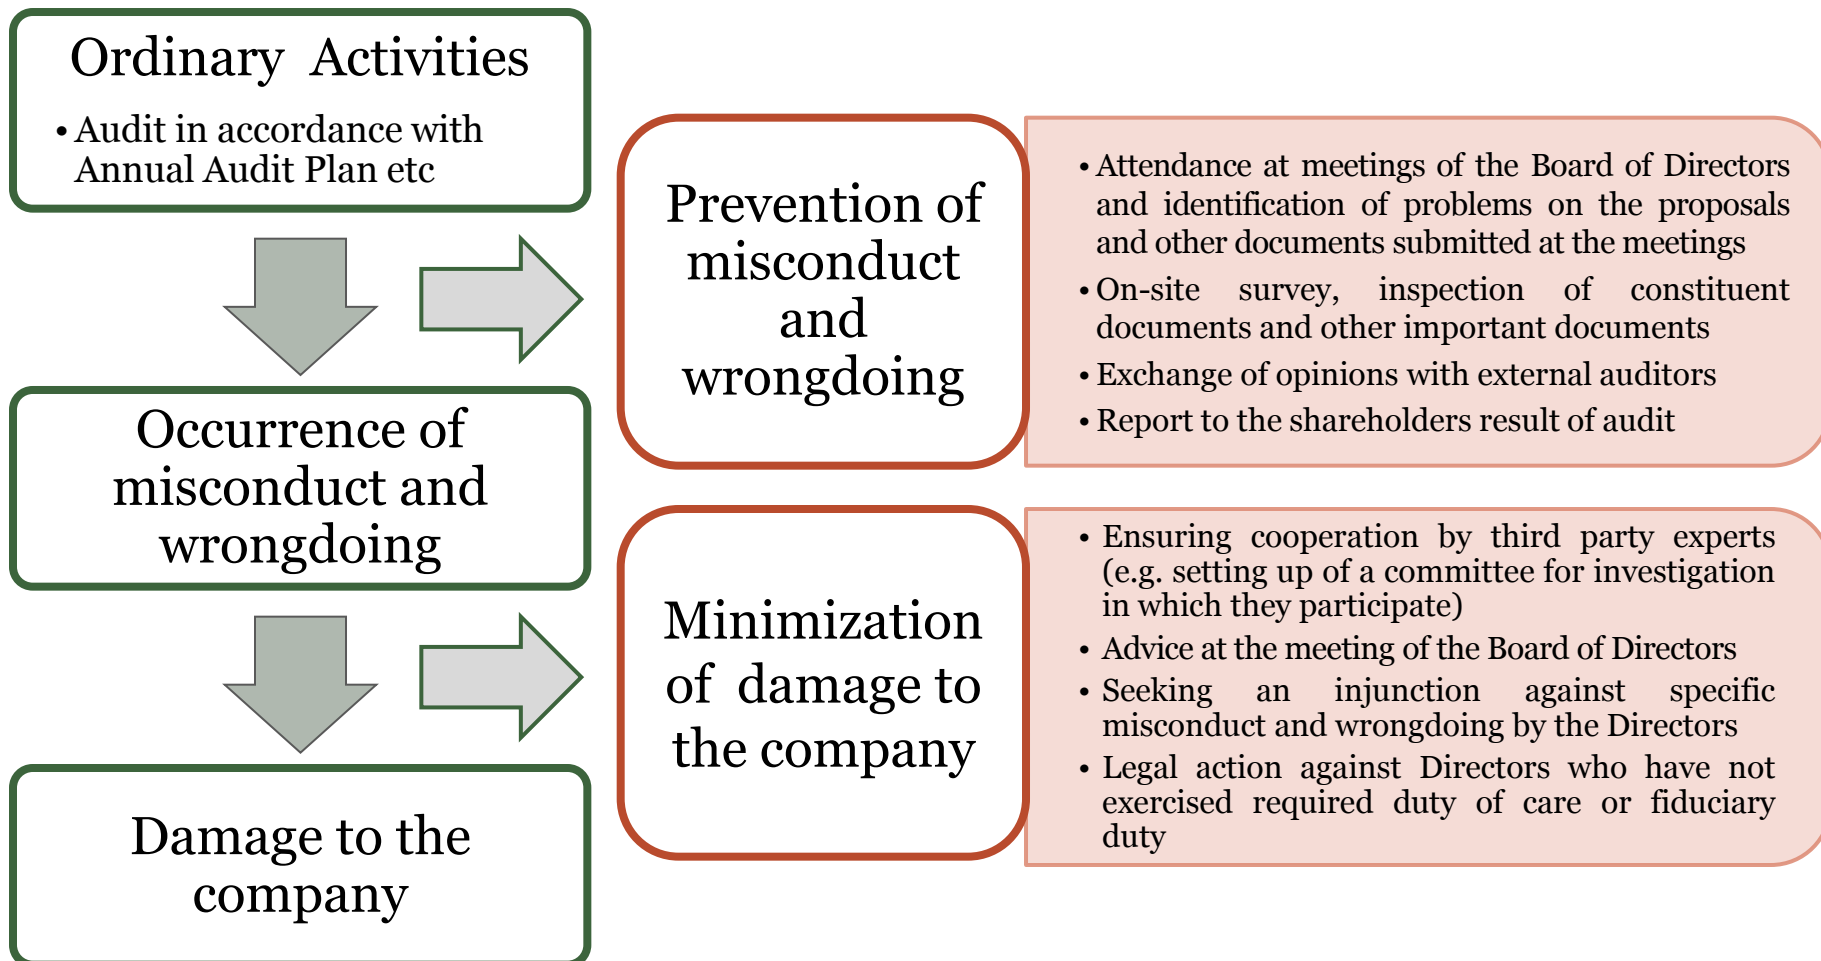 Ordinary Activities
• Audit in accordance with
Annual Audit Plan etc
Occurrence of
misconduct and
wrongdoing
Damage to the
company
Prevention of
misconduct
and
wrongdoing
• Attendance at meetings of the Board of Directors
and identification of problems on the proposals
and other documents submitted at the meetings
• On-site survey, inspection of constituent
documents and other important documents
• Exchange of opinions with external auditors
• Report to the shareholders result of audit
Minimization
of damage to
the company
• Ensuring cooperation by third party experts
(e.g. setting up of a committee for investigation
in which they participate)
• Advice at the meeting of the Board of Directors
• Seeking an injunction against specific
misconduct and wrongdoing by the Directors
• Legal action against Directors who have not
exercised required duty of care or fiduciary
duty